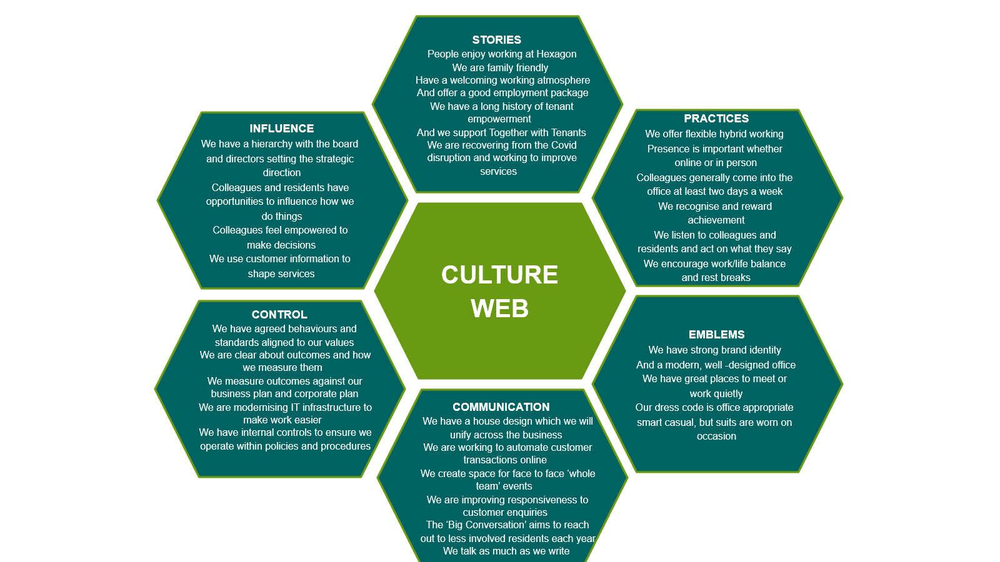 STORIES
People enjoy working at Hexagon
We are family friendly
Have a welcoming working atmosphere
And offer a good employment package
We have a long history of tenant
empowerment
And we support Together with Tenants
We are recovering from the Covid
disruption and working to improve
services
INFLUENCE
We have a hierarchy with the board
and directors setting the strategic
direction
Colleagues and residents have
opportunities to influence how we
do things
Colleagues feel empowered to
make decisions
We use customer information to
shape services
PRACTICES
We offer flexible hybrid working
Presence is important whether
online or in person
Colleagues generally come into the
office at least two days a week
We recognise and reward
achievement
We listen to colleagues and
residents and act on what they say
We encourage work/life balance
and rest breaks
CULTURE
WEB
CONTROL
We have agreed behaviours and
standards aligned to our values
We are clear about outcomes and how
we measure them
We measure outcomes against our
business plan and corporate plan
We are modernising IT infrastructure to
make work easier
We have internal controls to ensure we
operate within policies and procedures
EMBLEMS
We have strong brand identity
And a modern, well -designed office
We have great places to meet or
work quietly
Our dress code is office appropriate
smart casual, but suits are worn on
occasion
COMMUNICATION
We have a house design which we will
unify across the business
We are working to automate customer
transactions online
We create space for face to face ‘whole
team’ events
We are improving responsiveness to
customer enquiries
The ‘Big Conversation’ aims to reach
out to less involved residents each year
We talk as much as we write